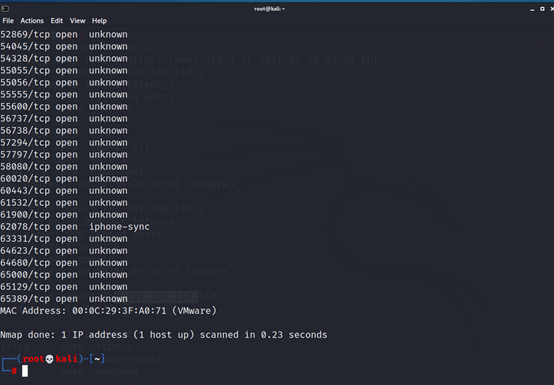 root@kali: ~
File Actions Edit View Help
52869/tcp open unknown
54045/tcp open unknown
54328/tcp open unknown
55055/tcp open unknown
55056/tcp open unknown
55555/tcp open unknown
55600/tcp open unknown
56737/tcp open unknown
56738/tcp open unknown
57294/tcp open unknown
57797/tcp open unknown
58080/tcp open unknown
60020/tcp open unknown
60443/tcp open unknown
61532/tcp open unknown
61900/tcp open unknown
62078/tcp open iphone-sync
63331/tcp open unknown
64623/tcp open unknown
64680/tcp open unknown
65000/tcp open unknown
65129/tcp open unknown
65389/tcp open unknown
MAC Address: 00:0C:29:3F:A0:71 (VMware)
Nmap done: 1 IP address (1 host up) scanned in 0.23 seconds
┌──(root💀kali)-[~]
└─#